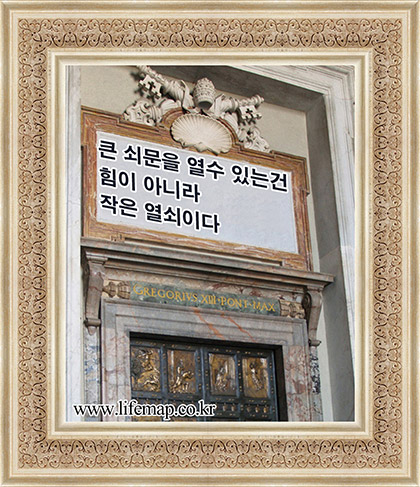 큰 쇠문을 열수 있는건
힘이 아니라
작은 열쇠이다
GREGORIVS XIII PONT MAX
www.lifemap.co.kr